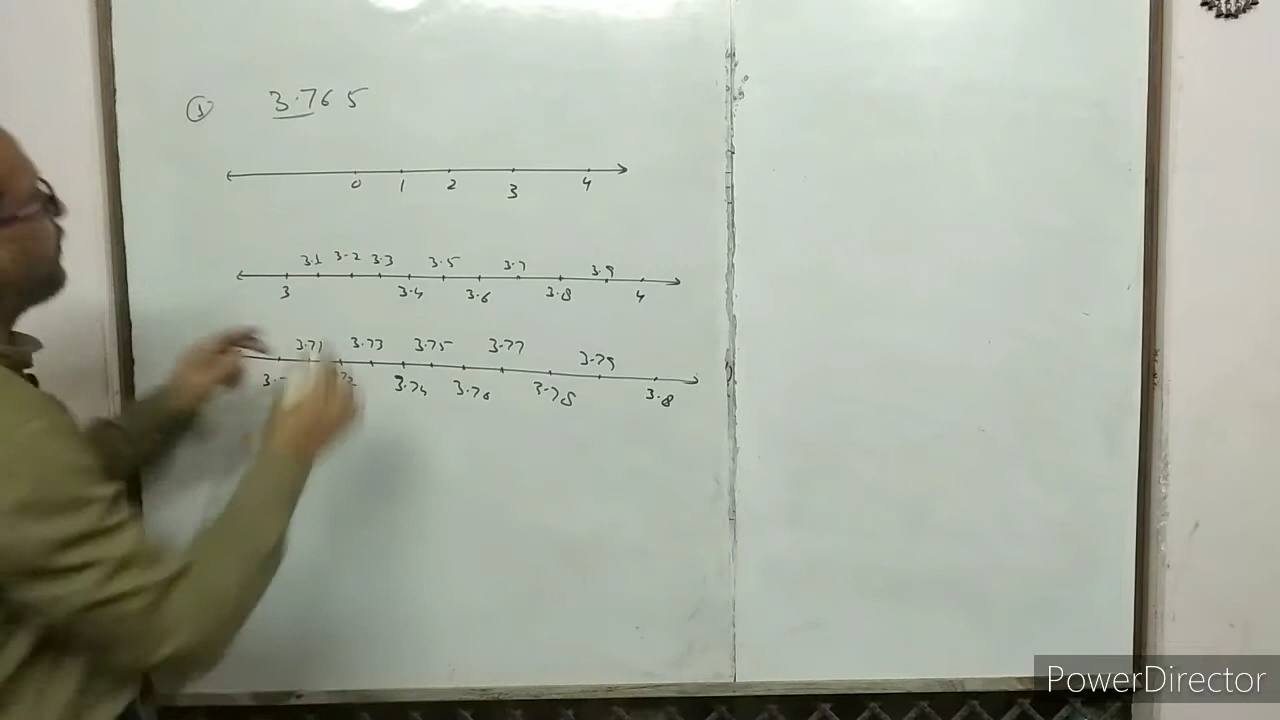 ① 3.765
0 1 2 3 4
3.1 3.2 3.3 3.5 3.7 3.9
3 3.4 3.6 3.8 4
3.71 3.73 3.75 3.77 3.79
3.74 3.76 3.78 3.8
PowerDirector